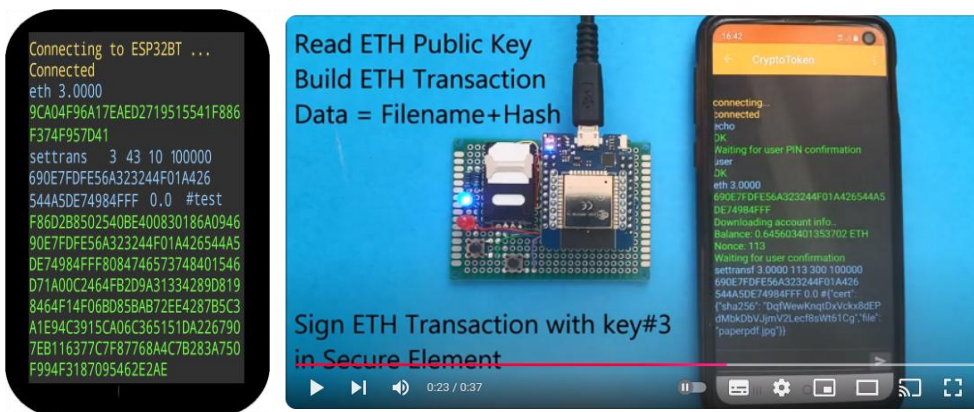 Connecting to ESP32BT ...
Connected
eth 3.0000
9CA04F96A17EAED2719515541F886
F374F957D41
settrans 3 43 10 100000
690E7FDFE56A323244F01A426
544A5DE74984FFF 0.0 #test
F86D2B8502540BE400830186A0946
90E7FDFE56A323244F01A426544A5
DE74984FFF8084746573748401546
D71A00C2464FB2D9A31334289D819
8464F14F06BD85BAB72EE4287B5C3
A1E94C3915CA06C365151DA226790
7EB116377C7F87768A4C7B283A750
F994F3187095462E2AE
Read ETH Public Key
Build ETH Transaction
Data = Filename+Hash
Sign ETH Transaction with key#3
in Secure Element
0:23 / 0:37
16:42
CryptoToken
connecting...
connected
echo
OK
Waiting for user PIN confirmation
user
OK
eth 3.0000
690E7FDFE56A323244F01A426544A5
DE74984FFF
Downloading account info..
Balance: 0.645603401353702 ETH
Nonce: 113
Waiting for user confirmation
settransf 3.0000 113 300 100000
690E7FDFE56A323244F01A426
544A5DE74984FFF 0.0 #{"cert":
{"sha256": "DqfWewKnqtDxVckx8dEP
dMbkDbVJjmV2Lecf8sWt61Cg","file":
"paperpdf.jpg"}}